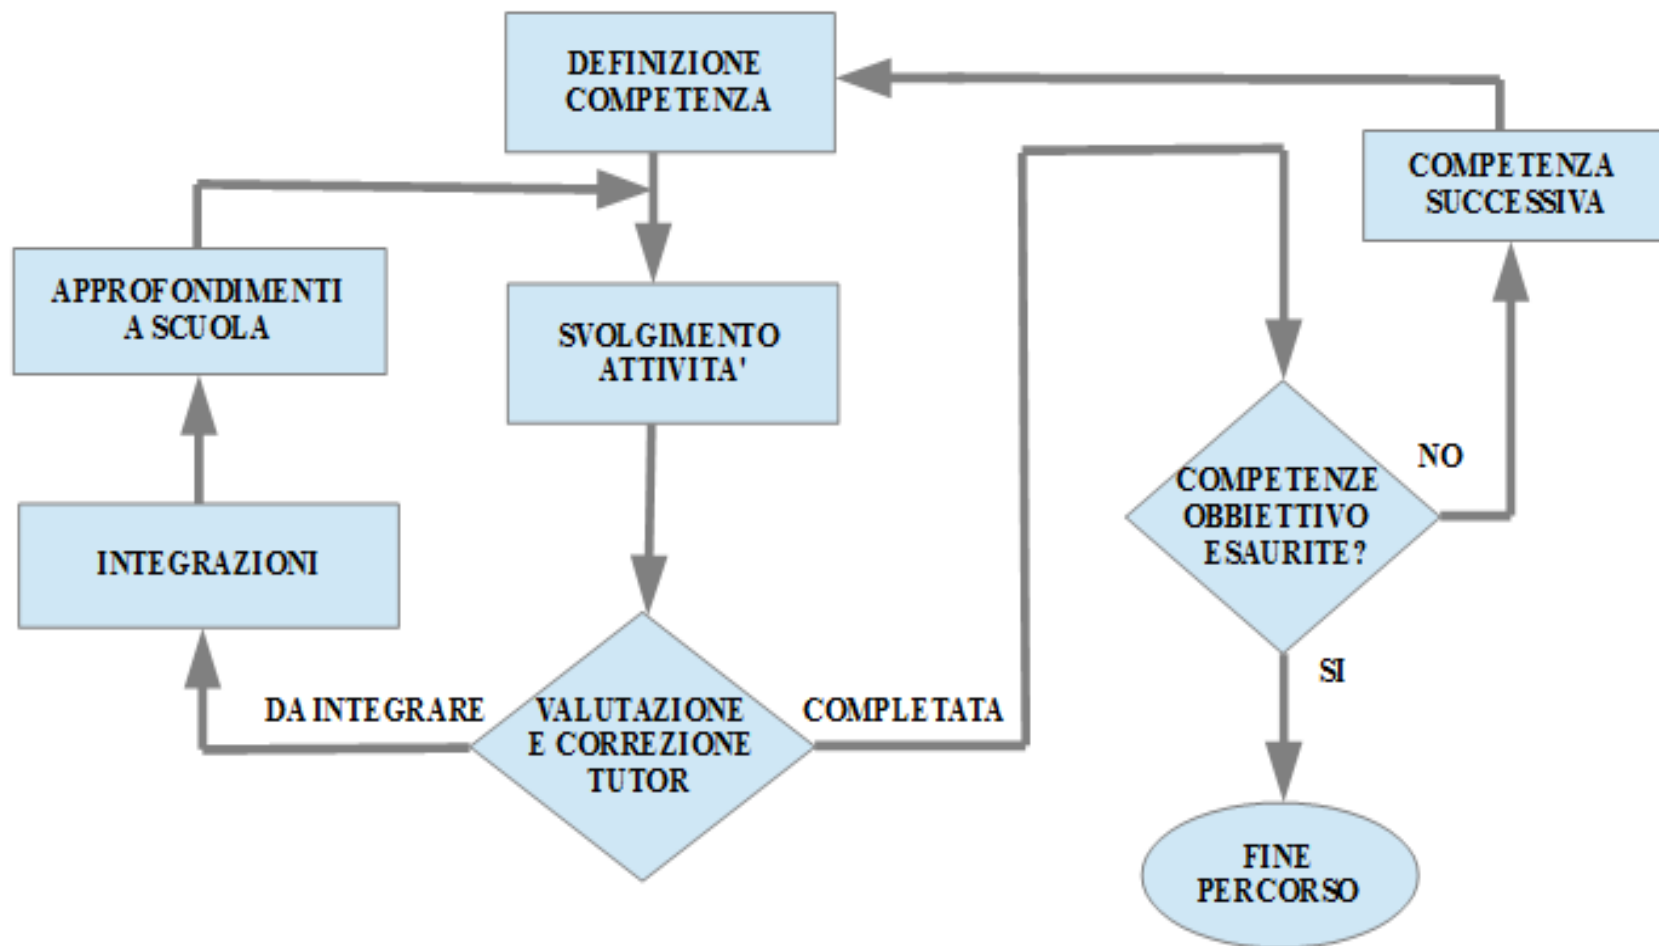 DEFINIZIONE
COMPETENZA
COMPETENZA
SUCCESSIVA
APPROFONDIMENTI
A SCUOLA
SVOLGIMENTO
ATTIVITA'
NO
COMPETENZE
OBBIETTIVO
ESAURITE?
INTEGRAZIONI
SI
DA INTEGRARE
VALUTAZIONE
E CORREZIONE
TUTOR
COMPLETATA
FINE
PERCORSO